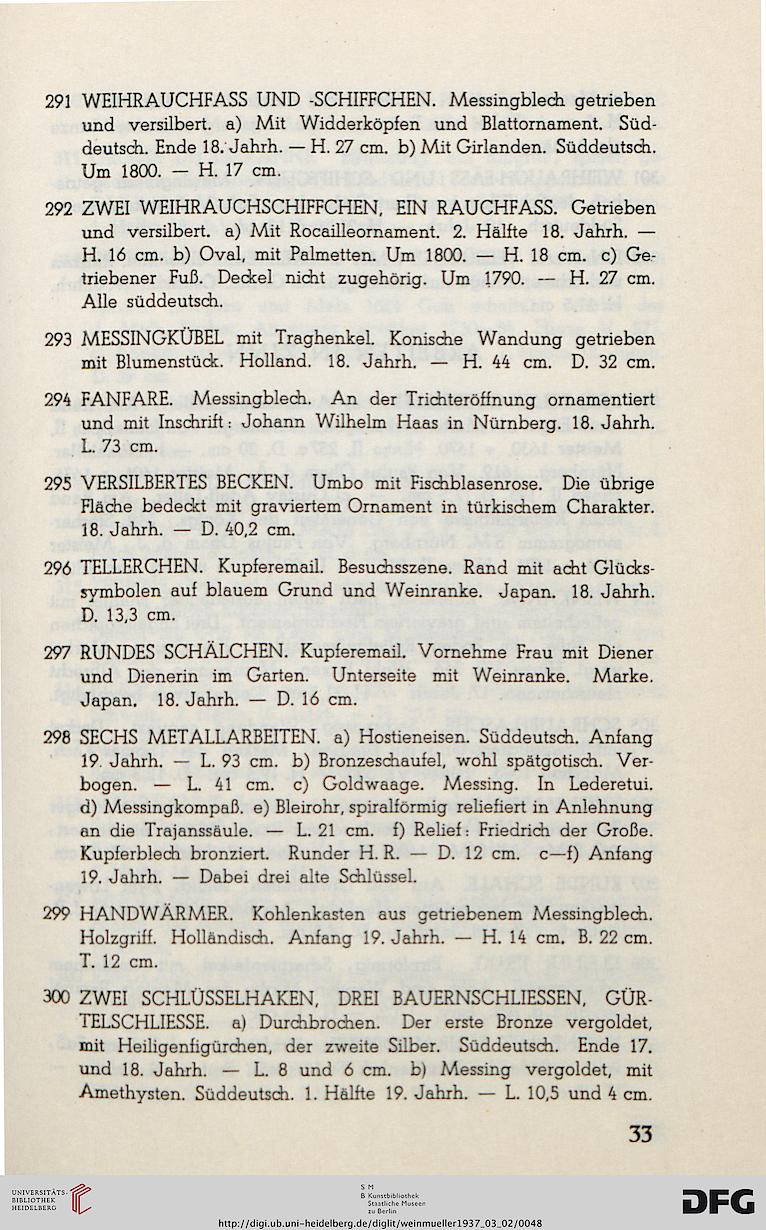 291 WEIHRAUCHFASS UND -SCHIFFCHEN. Messingblech getrieben
und versilbert. a) Mit Widderköpfen und Blattornament. Süd-
deutsch. Ende 18. Jahrh. — H. 27 cm. b) Mit Girlanden. Süddeutsch.
Um 1800. — H. 17 cm.
292 ZWEI WEIHRAUCHSCHIFFCHEN, EIN RAUCHFASS. Getrieben
und versilbert. a) Mit Rocailleornament. 2. Hälfte 18. Jahrh. —
H. 16 cm. b) Oval, mit Palmetten. Um 1800. — H. 18 cm. c) Ge-
triebener Fuß. Deckel nicht zugehörig. Um 1790. — H. 27 cm.
Alle süddeutsch.
293 MESSINGKÜBEL mit Traghenkel. Konische Wandung getrieben
mit Blumenstück. Holland. 18. Jahrh. — H. 44 cm. D. 32 cm.
294 FANFARE. Messingblech. An der Trichteröffnung ornamentiert
und mit Inschrift: Johann Wilhelm Haas in Nürnberg. 18. Jahrh.
L. 73 cm.
295 VERSILBERTES BECKEN. Umbo mit Fischblasenrose. Die übrige
Fläche bedeckt mit graviertem Ornament in türkischem Charakter.
18. Jahrh. — D. 40,2 cm.
296 TELLERCHEN. Kupferemail. Besuchsszene. Rand mit acht Glücks-
symbolen auf blauem Grund und Weinranke. Japan. 18. Jahrh.
D. 13,3 cm.
297 RUNDES SCHÄLCHEN. Kupferemail. Vornehme Frau mit Diener
und Dienerin im Garten. Unterseite mit Weinranke. Marke.
Japan. 18. Jahrh. — D. 16 cm.
298 SECHS METALLARBEITEN. a) Hostieneisen. Süddeutsch. Anfang
19. Jahrh. — L. 93 cm. b) Bronzeschaufel, wohl spätgotisch. Ver-
bogen. — L. 41 cm. c) Goldwaage. Messing. In Lederetui.
d) Messingkompaß. e) Bleirohr, spiralförmig reliefiert in Anlehnung
an die Trajanssäule. — L. 21 cm. f) Relief: Friedrich der Große.
Kupferblech bronziert. Runder H. R. — D. 12 cm. c—f) Anfang
19. Jahrh. — Dabei drei alte Schlüssel.
299 HANDWÄRMER. Kohlenkasten aus getriebenem Messingblech.
Holzgriff. Holländisch. Anfang 19. Jahrh. — H. 14 cm. B. 22 cm.
T. 12 cm.
300 ZWEI SCHLÜSSELHAKEN, DREI BAUERNSCHLIESSEN, GÜR-
TELSCHLIESSE. a) Durchbrochen. Der erste Bronze vergoldet,
mit Heiligenfigürchen, der zweite Silber. Süddeutsch. Ende 17.
und 18. Jahrh. — L. 8 und 6 cm. b) Messing vergoldet, mit
Amethysten. Süddeutsch. 1. Hälfte 19. Jahrh. — L. 10,5 und 4 cm.
33
UNIVERSITÄTS-
BIBLIOTHEK
HEIDELBERG
S M
B Kunstbibliothek
Staatliche Museen
zu Berlin
http://digi.ub.uni-heidelberg.de/diglit/weinmueller1937_03_02/0048
DFG